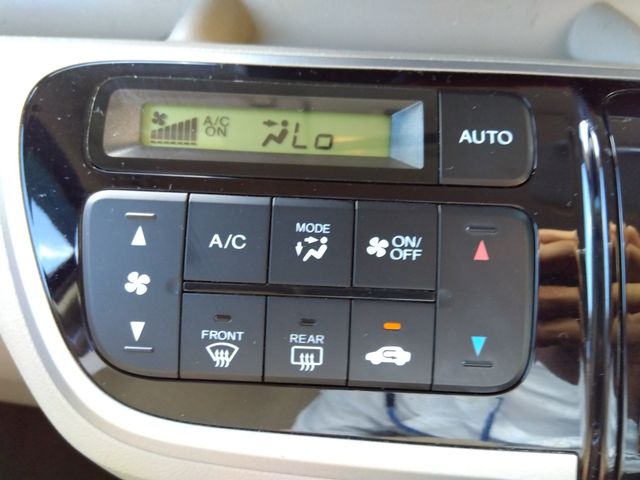 A/C
ON
Lo
AUTO
A/C
MODE
ON/
OFF
FRONT
REAR